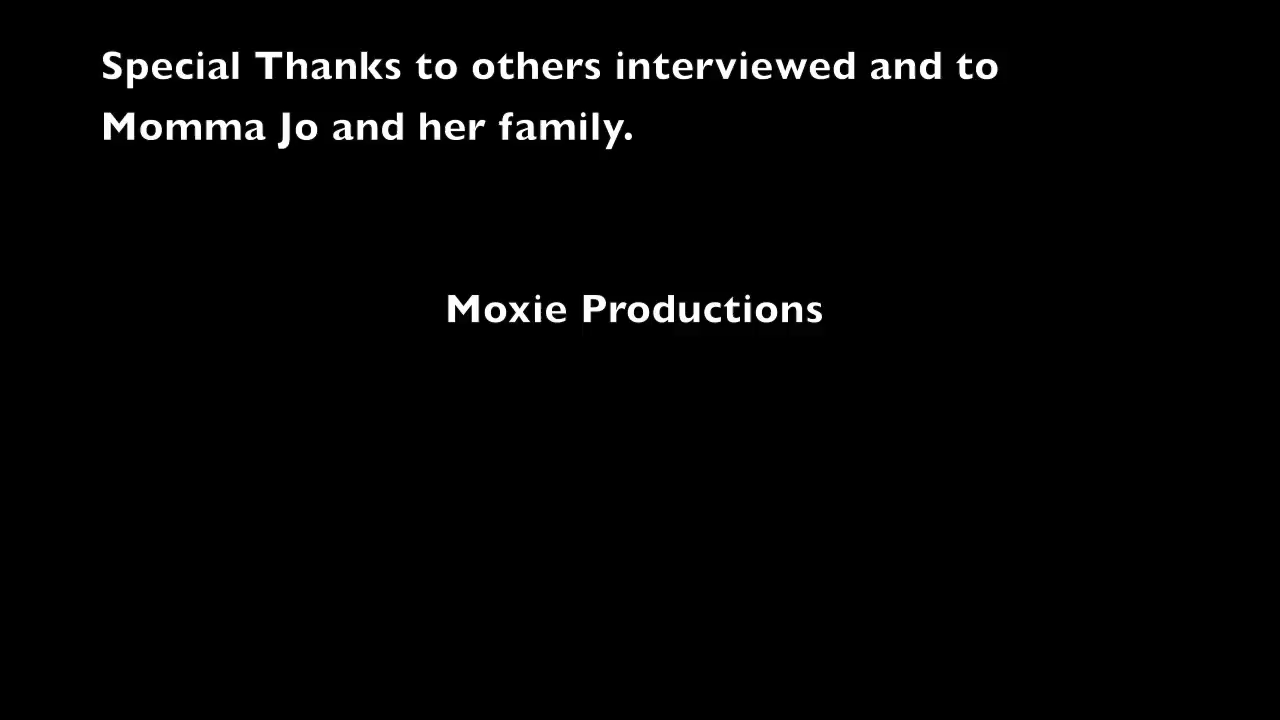 Special Thanks to others interviewed and to
Momma Jo and her family.
Moxie Productions